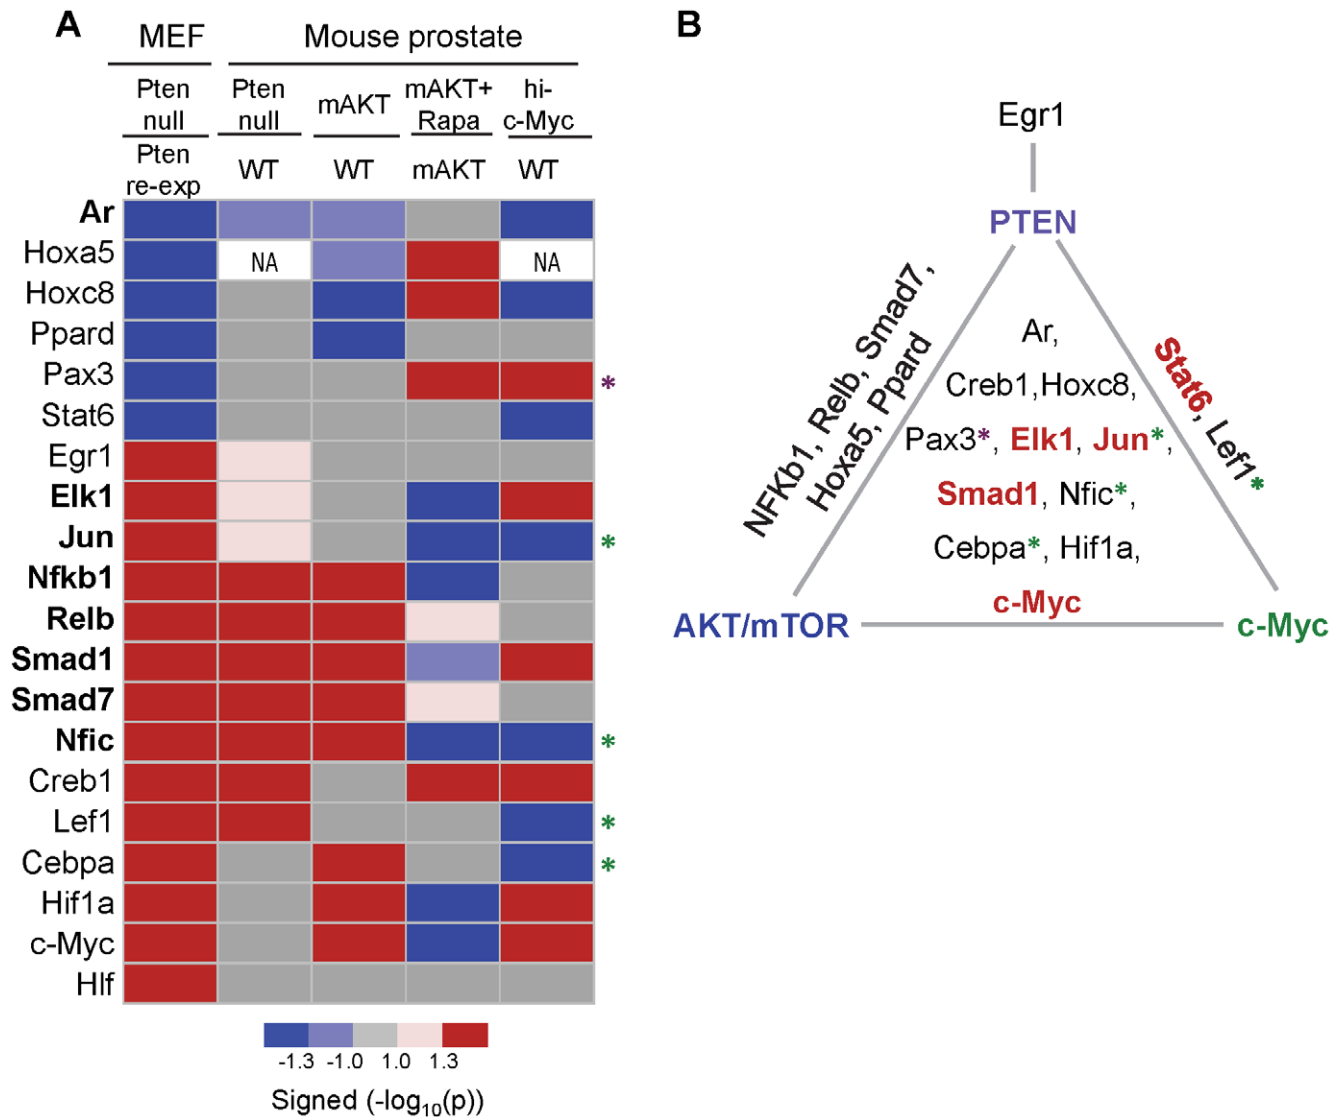 A
MEF
Mouse prostate
Pten null
Pten null
mAKT
mAKT+ Rapa
hi- c-Myc
Pten re-exp
WT
WT
mAKT
WT
Ar
Hoxa5 NA NA
Hoxc8
Ppard
Pax3 *
Stat6
Egr1
Elk1
Jun *
Nfkb1
Relb
Smad1
Smad7
Nfic *
Creb1
Lef1 *
Cebpa *
Hif1a
c-Myc
Hlf
-1.3 -1.0 1.0 1.3
Signed (-log10(p))
B
Egr1
PTEN
NFKb1, Relb, Smad7,
Hoxa5, Ppard
Stat6, Lef1*
Ar,
Creb1,Hoxc8,
Pax3*, Elk1, Jun*,
Smad1, Nfic*,
Cebpa*, Hif1a,
c-Myc
AKT/mTOR
c-Myc